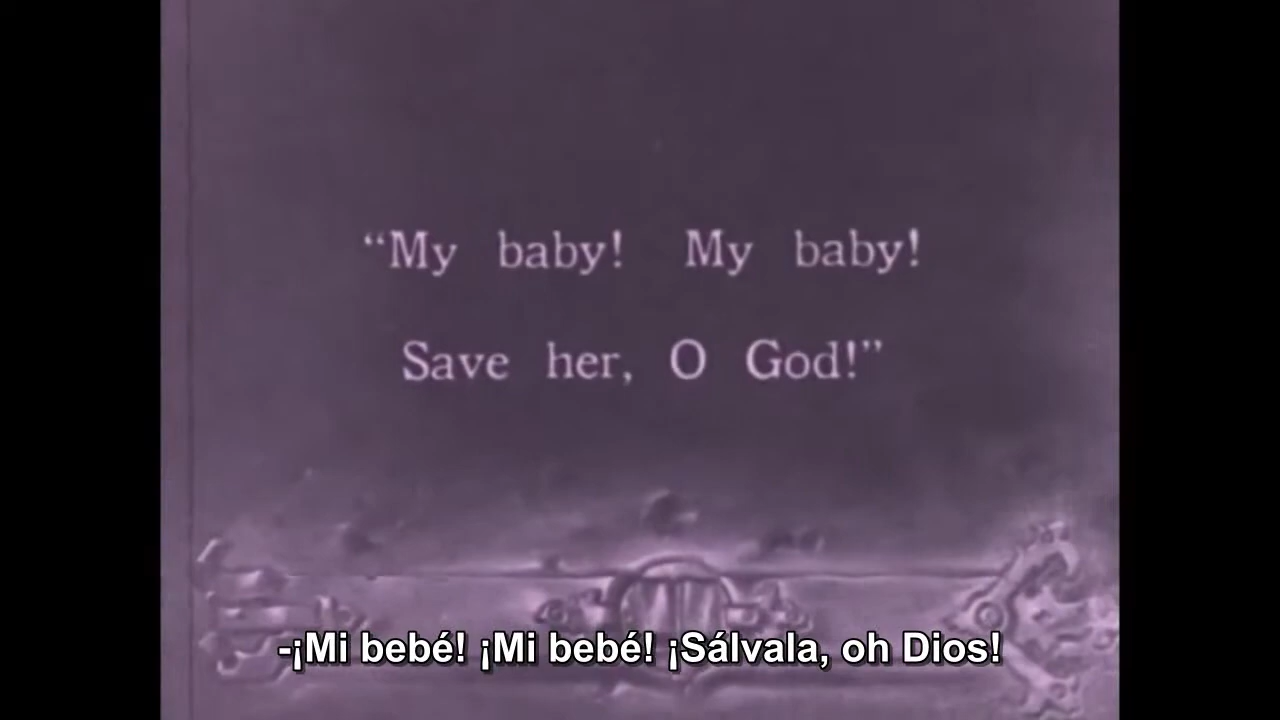 “My baby! My baby!
Save her, O God!”
-¡Mi bebé! ¡Mi bebé! ¡Sálvala, oh Dios!